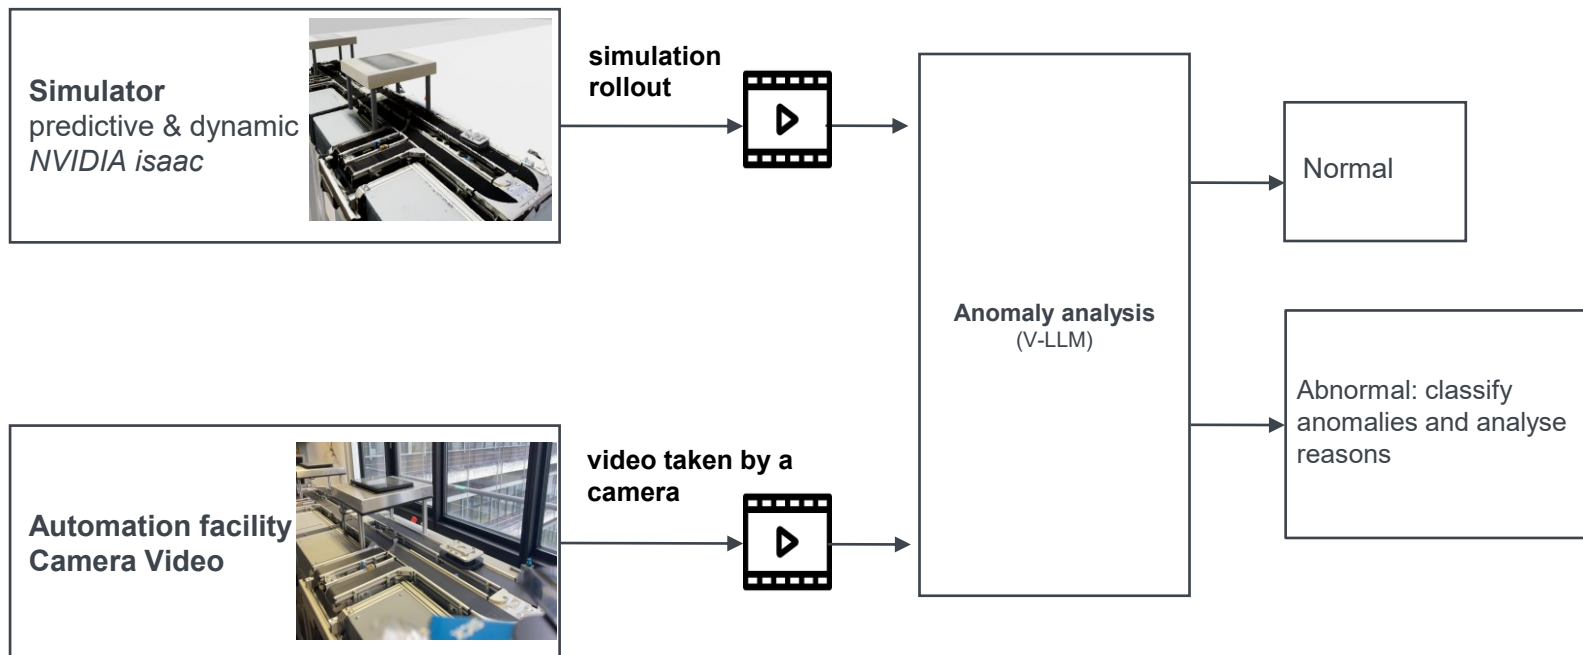 Simulator
predictive & dynamic
NVIDIA isaac
simulation
rollout
Automation facility
Camera Video
video taken by a
camera
Anomaly analysis
(V-LLM)
Normal
Abnormal: classify
anomalies and analyse
reasons